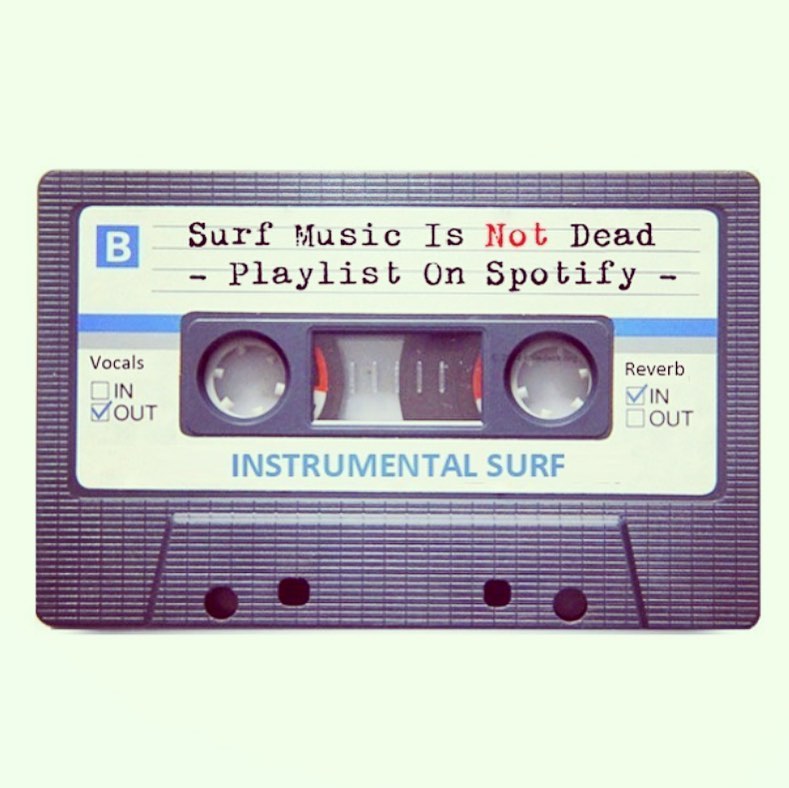 B
Surf Music Is Not Dead
- Playlist On Spotify -
Vocals
IN
OUT
Reverb
IN
OUT
INSTRUMENTAL SURF